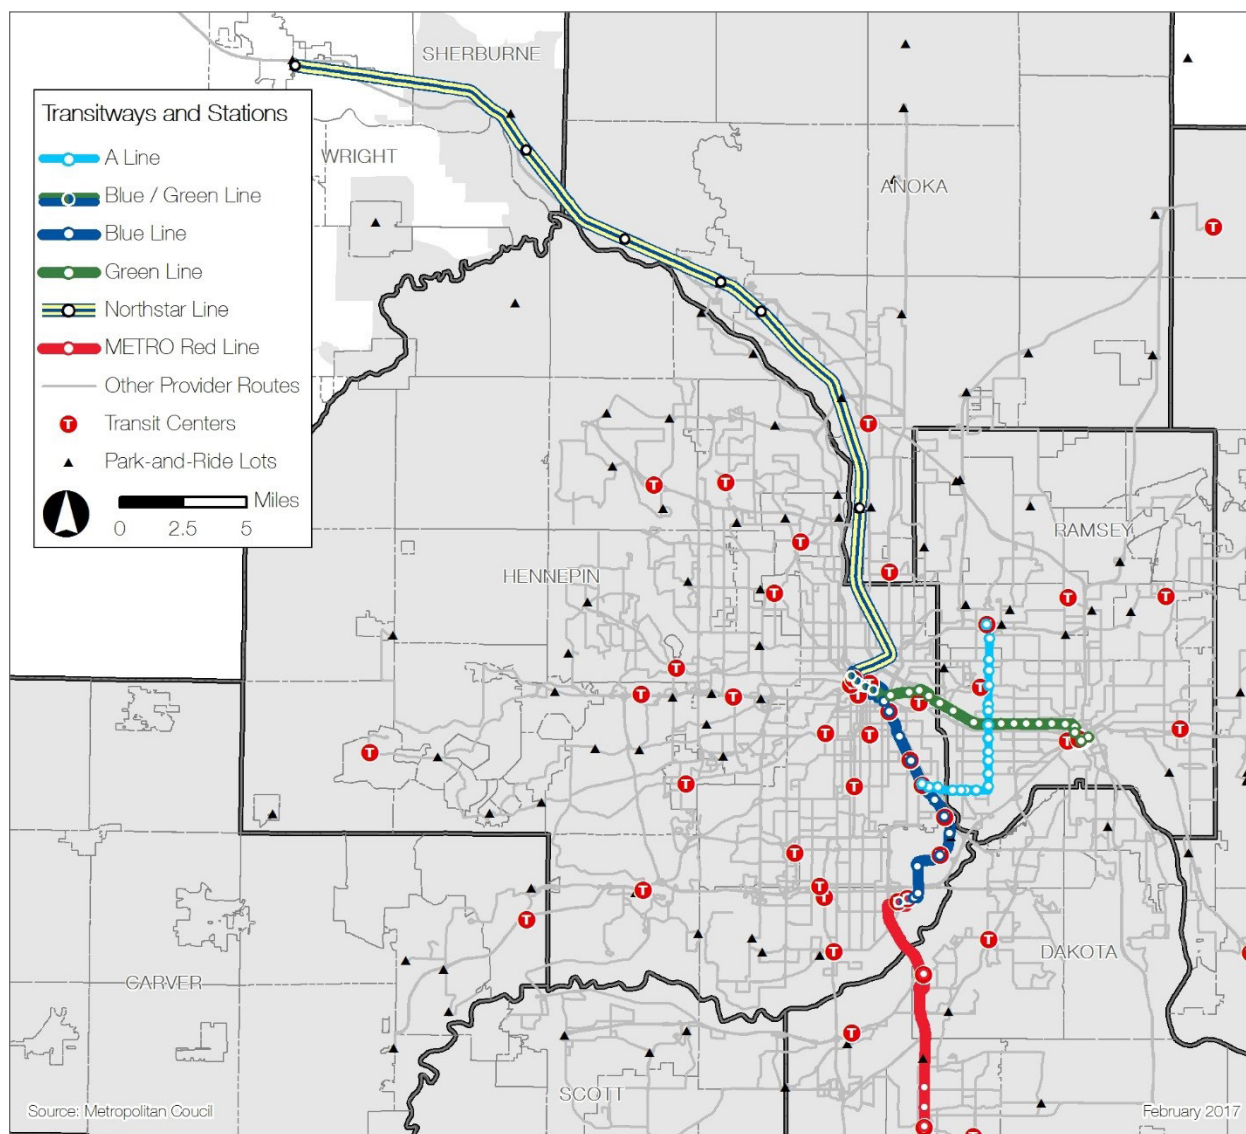 SHERBURNE
Transitways and Stations
A Line
Blue / Green Line
Blue Line
Green Line
Northstar Line
METRO Red Line
Other Provider Routes
T Transit Centers
Park-and-Ride Lots
Miles
0 2.5 5
WRIGHT
ANOKA
RAMSEY
HENNEPIN
DAKOTA
CARVER
SCOTT
Source: Metropolitan Coucil
February 2017